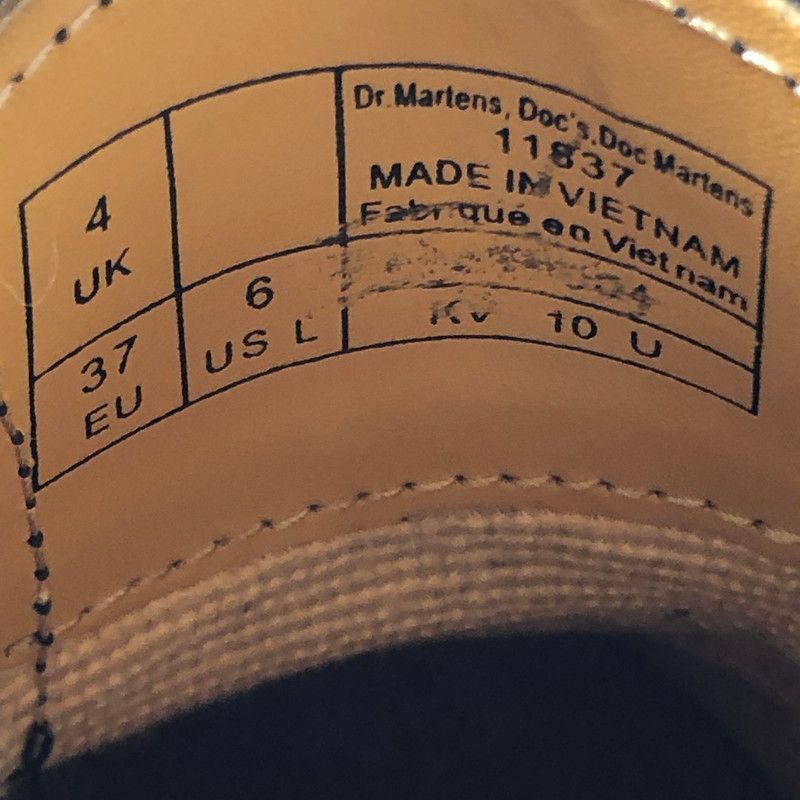 4
UK
Dr. Martens, Doc's, Doc Martens
11837
MADE IN VIETNAM
Fabriqué en Vietnam
37
EU
6
US L
10 U